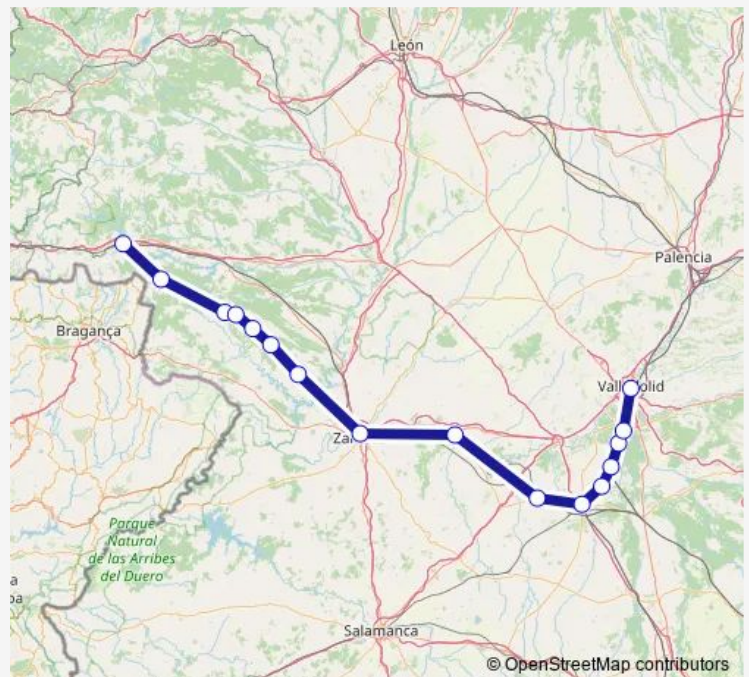 León
Palencia
Bragança
Valladolid
Za
Parque
Natural
de las Arribes
del Duero
Salamanca
© OpenStreetMap contributors